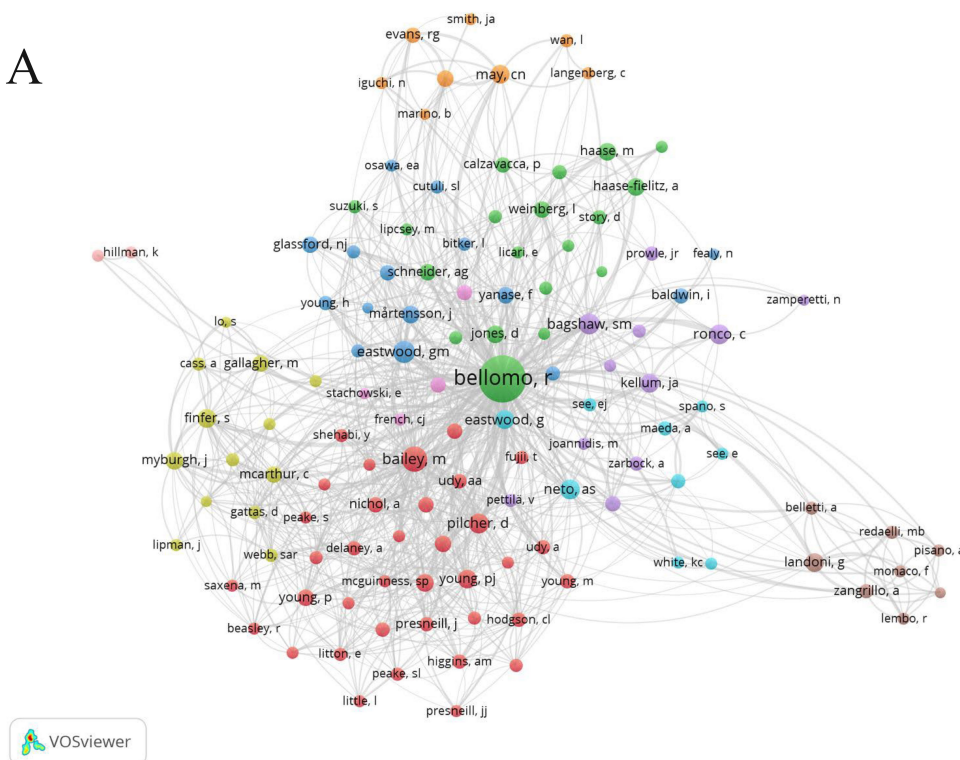 A
smith, ja
evans, rg
wan, l
may, cn
langenberg, c
iguchi, n
marino, b
haase, m
osawa, ea
calzavacca, p
cutuli, sl
haase-fielitz, a
suzuki, s
weinberg, l
story, d
lipcsey, m
glassford, nj
bitker, l
licari, e
prowle, jr
fealy, n
hillman, k
schneider, ag
young, h
yanase, f
baldwin, i
zamperetti, n
mårtensson, j
lo, s
jones, d
bagshaw, sm
ronco, c
eastwood, gm
cass, a
gallagher, m
bellomo, r
kellum, ja
stachowski, e
see, ej
spano, s
finfer, s
french, cj
eastwood, g
maeda, a
shehabi, y
joannidis, m
see, e
myburgh, j
bailey, m
fujii, t
zarbock, a
mcarthur, c
udy, aa
neto, as
nichol, a
pettilä, v
gattas, d
peake, s
pilcher, d
belletti, a
redaelli, mb
lipman, j
webb, sar
delaney, a
udy, a
pisano, a
white, kc
landoni, g
monaco, f
saxena, m
mcguinness, sp
young, pj
young, m
zangrillo, a
young, p
lembo, r
beasley, r
presneill, j
hodgson, cl
litton, e
higgins, am
peake, sl
little, l
presneill, jj
VOSviewer